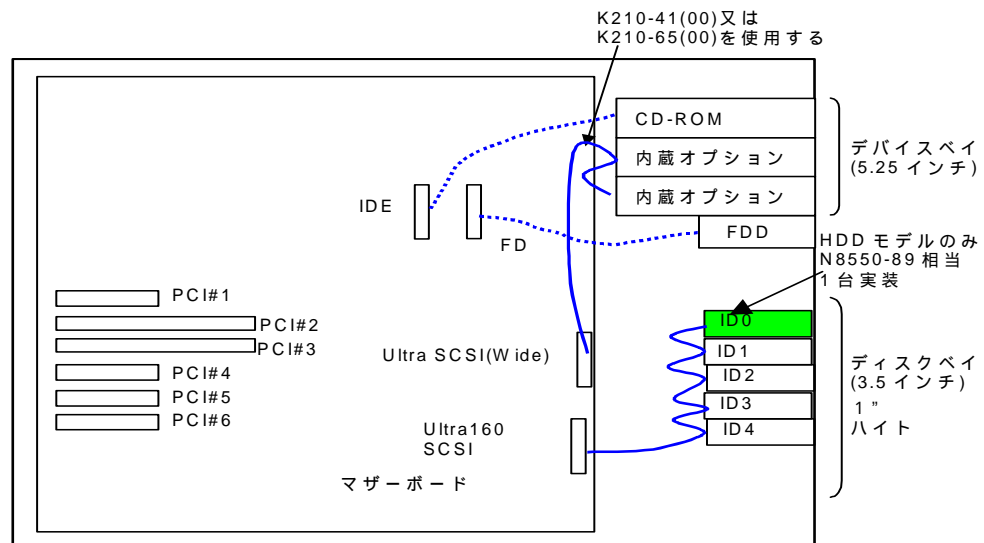 K210-41(00)又は
K210-65(00)を使用する
CD-ROM
内蔵オプション
内蔵オプション
デバイスベイ
(5.25インチ)
IDE
FD
FDD
HDDモデルのみ
N8550-89相当
1台実装
PCI#1
PCI#2
PCI#3
PCI#4
PCI#5
PCI#6
Ultra SCSI(Wide)
Ultra160
SCSI
マザーボード
ID0
ID1
ID2
ID3
ID4
ディスクベイ
(3.5インチ)
1”
ハイト